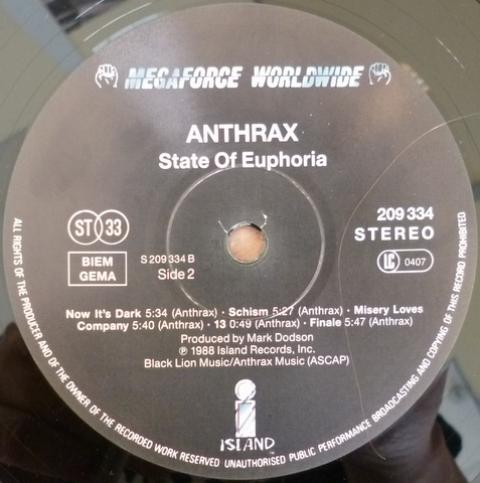 MEGAFORCE WORLDWIDE
ANTHRAX
State Of Euphoria
ST 33
209 334
STEREO
BIEM
GEMA
S 209 334 B
Side 2
LC 0407
Now It's Dark 5:34 (Anthrax) · Schism 5:27 (Anthrax) · Misery Loves
Company 5:40 (Anthrax) · 13 0:49 (Anthrax) · Finale 5:47 (Anthrax)
Produced by Mark Dodson
℗ 1988 Island Records, Inc.
Black Lion Music/Anthrax Music (ASCAP)
i
ISLAND
ALL RIGHTS OF THE PRODUCER AND OF THE OWNER OF THE RECORDED WORK RESERVED UNAUTHORISED PUBLIC PERFORMANCE BROADCASTING AND COPYING OF THIS RECORD PROHIBITED